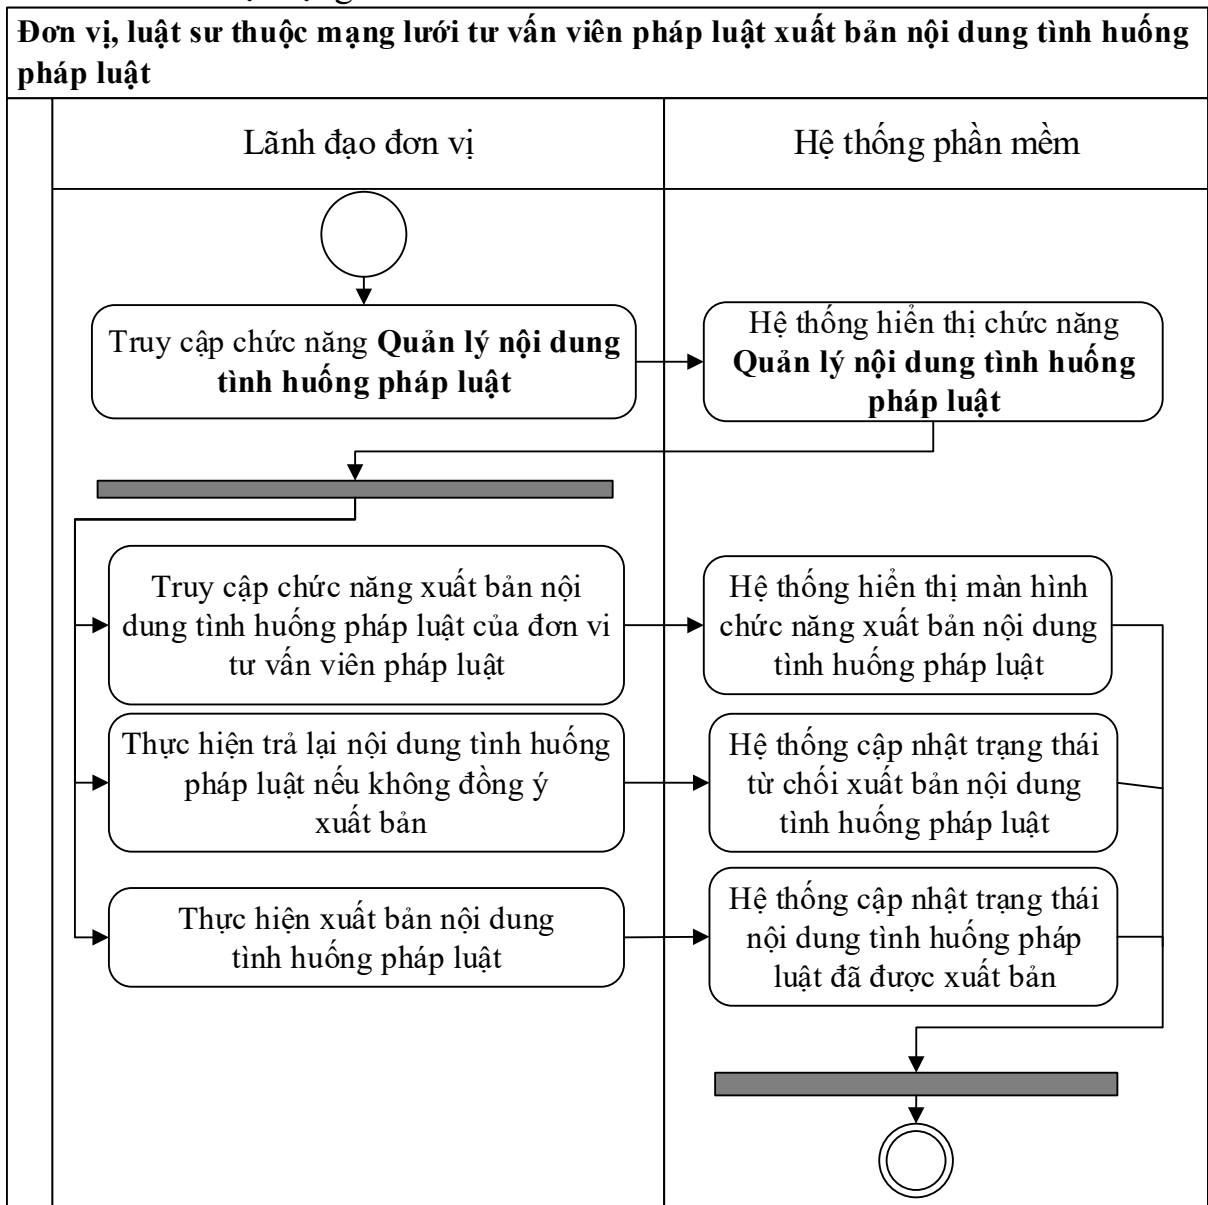 Đơn vị, luật sư thuộc mạng lưới tư vấn viên pháp luật xuất bản nội dung tình huống
pháp luật
Lãnh đạo đơn vị
Hệ thống phần mềm
Truy cập chức năng Quản lý nội dung
tình huống pháp luật
Hệ thống hiển thị chức năng
Quản lý nội dung tình huống
pháp luật
Truy cập chức năng xuất bản nội
dung tình huống pháp luật của đơn vi
tư vấn viên pháp luật
Hệ thống hiển thị màn hình
chức năng xuất bản nội dung
tình huống pháp luật
Thực hiện trả lại nội dung tình huống
pháp luật nếu không đồng ý
xuất bản
Hệ thống cập nhật trạng thái
từ chối xuất bản nội dung
tình huống pháp luật
Thực hiện xuất bản nội dung
tình huống pháp luật
Hệ thống cập nhật trạng thái
nội dung tình huống pháp
luật đã được xuất bản